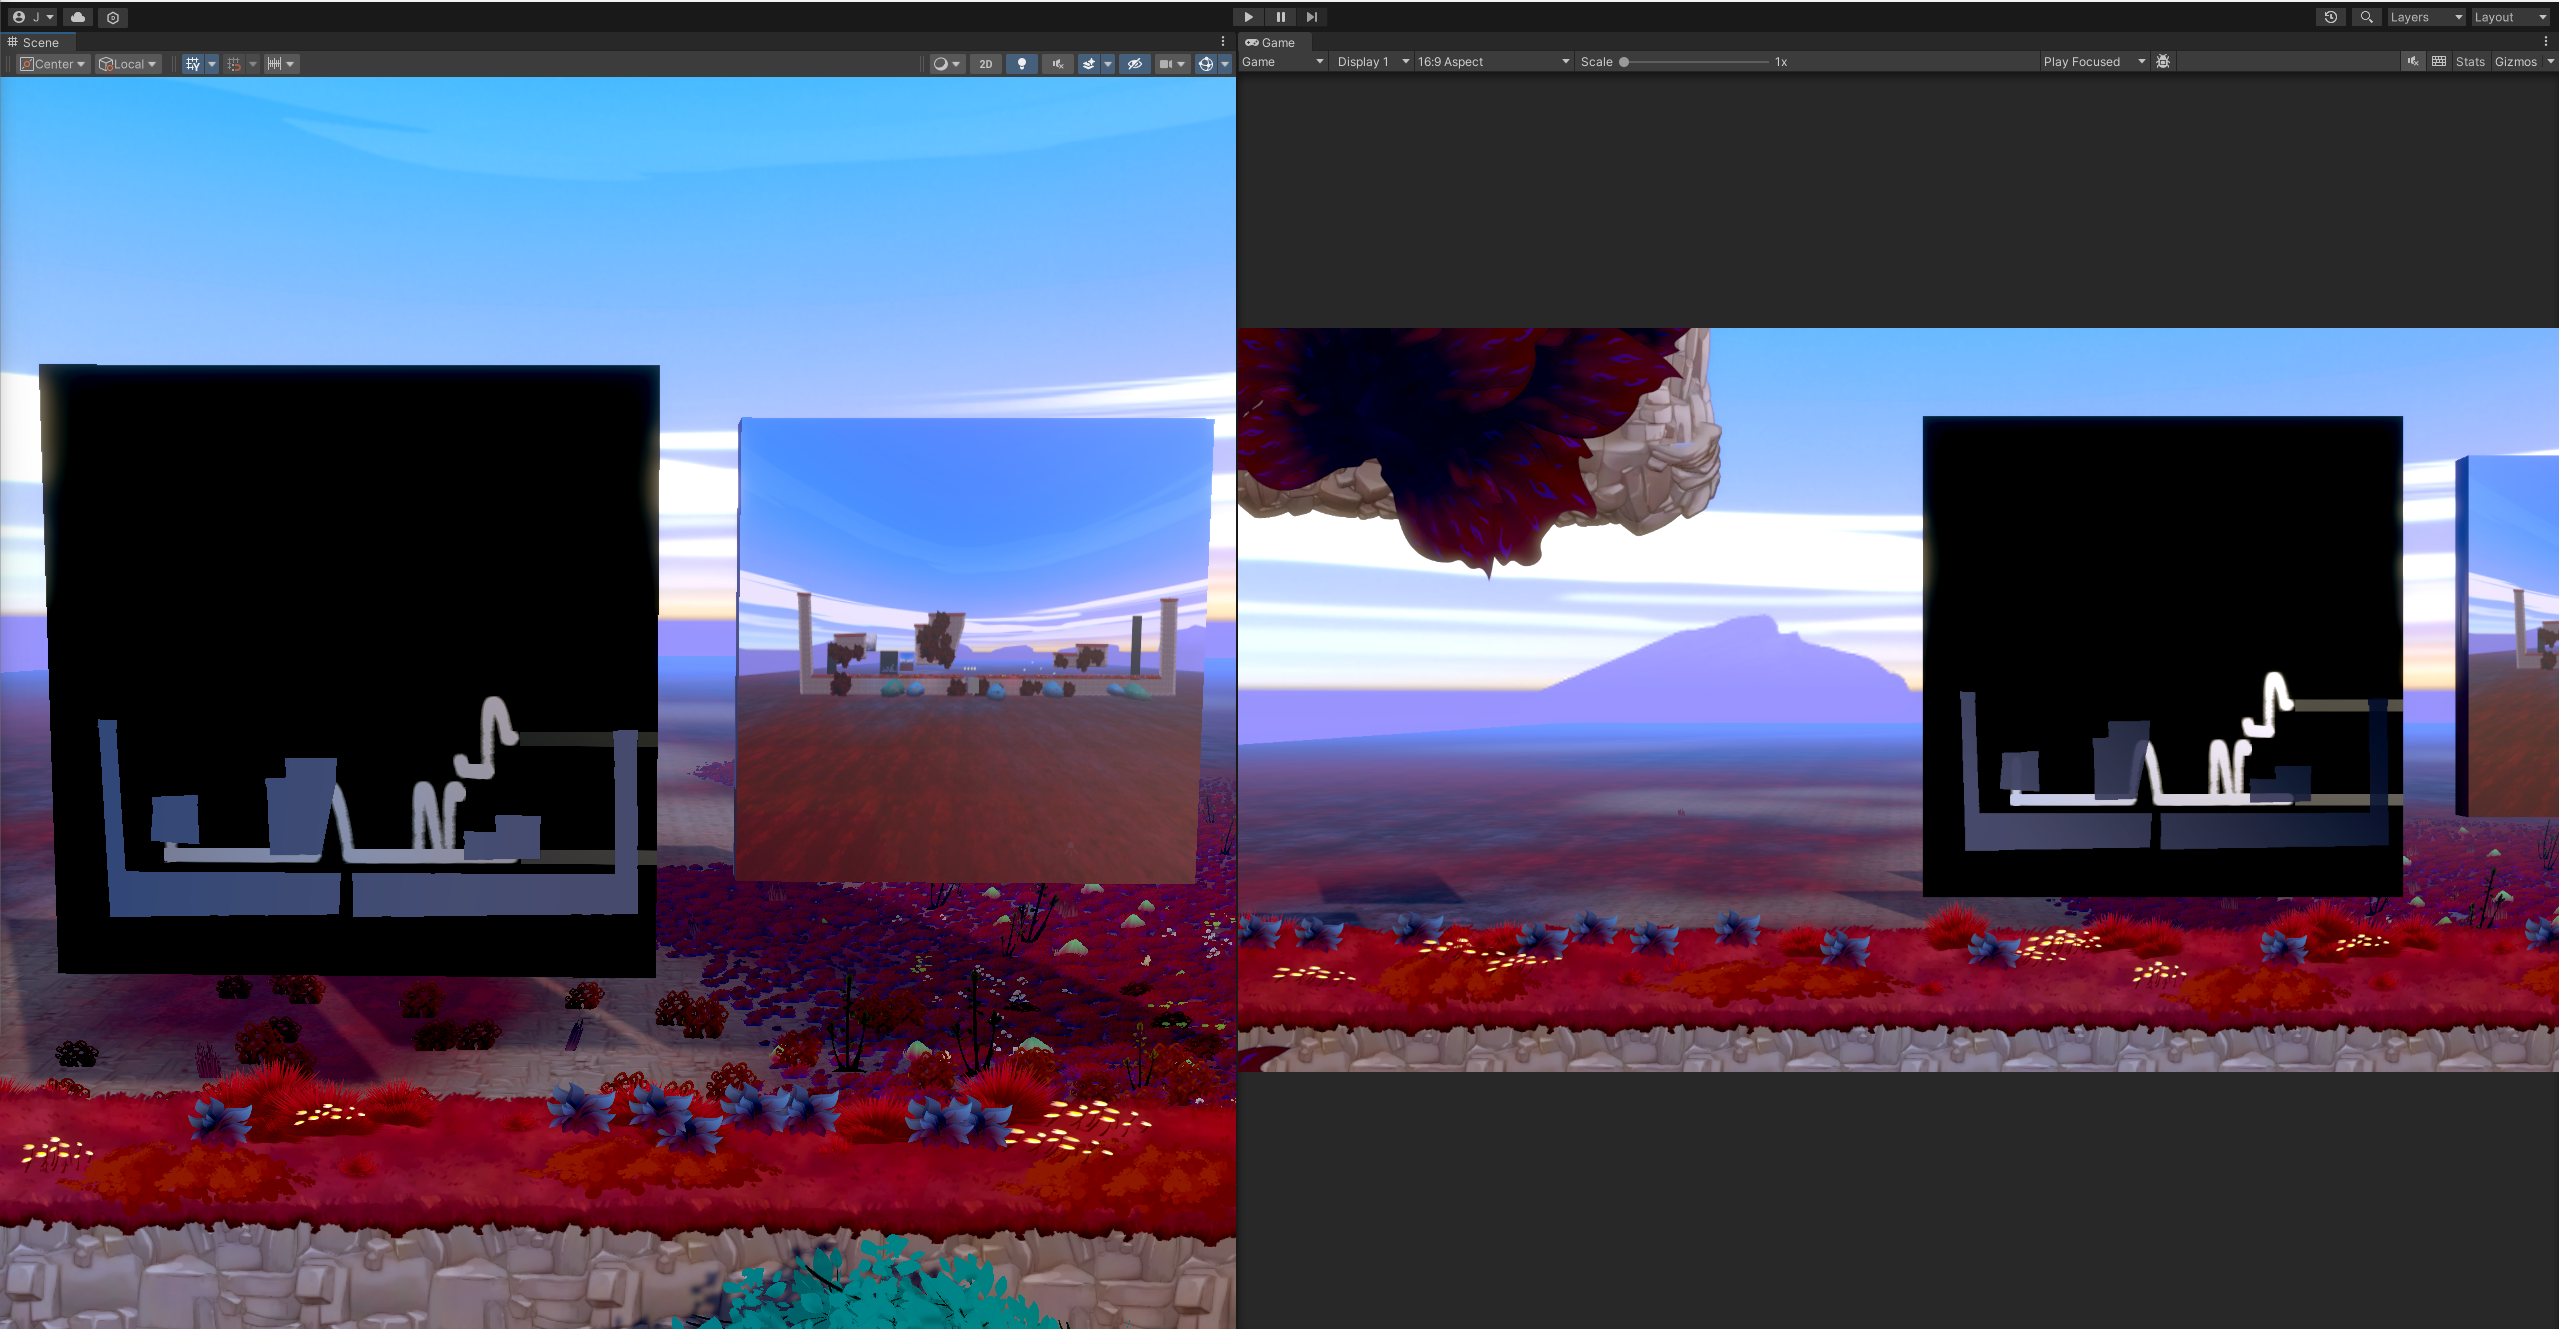 J
Layers
Layout
Scene
Game
Center
Local
2D
Game
Display 1
16:9 Aspect
Scale
1x
Play Focused
Stats
Gizmos